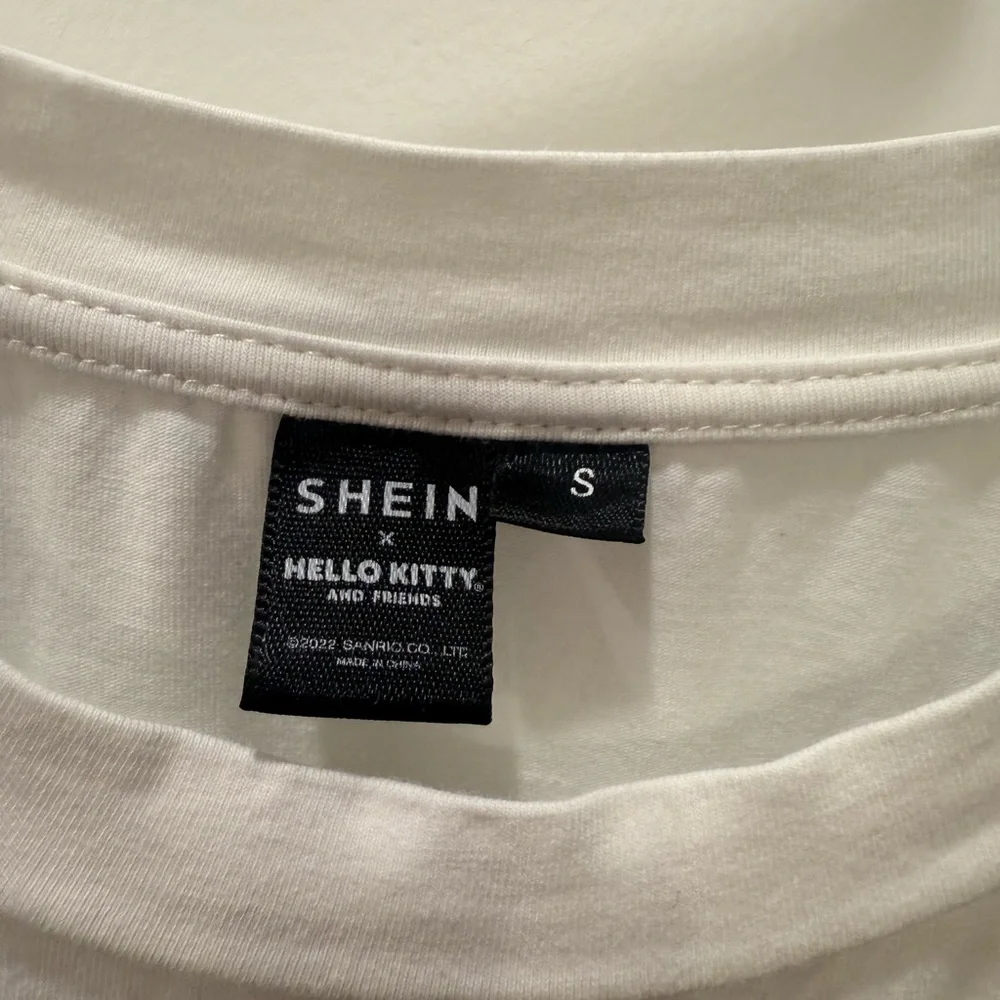 SHEIN
×
HELLO KITTY®
AND FRIENDS
©2022 SANRIO CO., LTD.
MADE IN CHINA
S